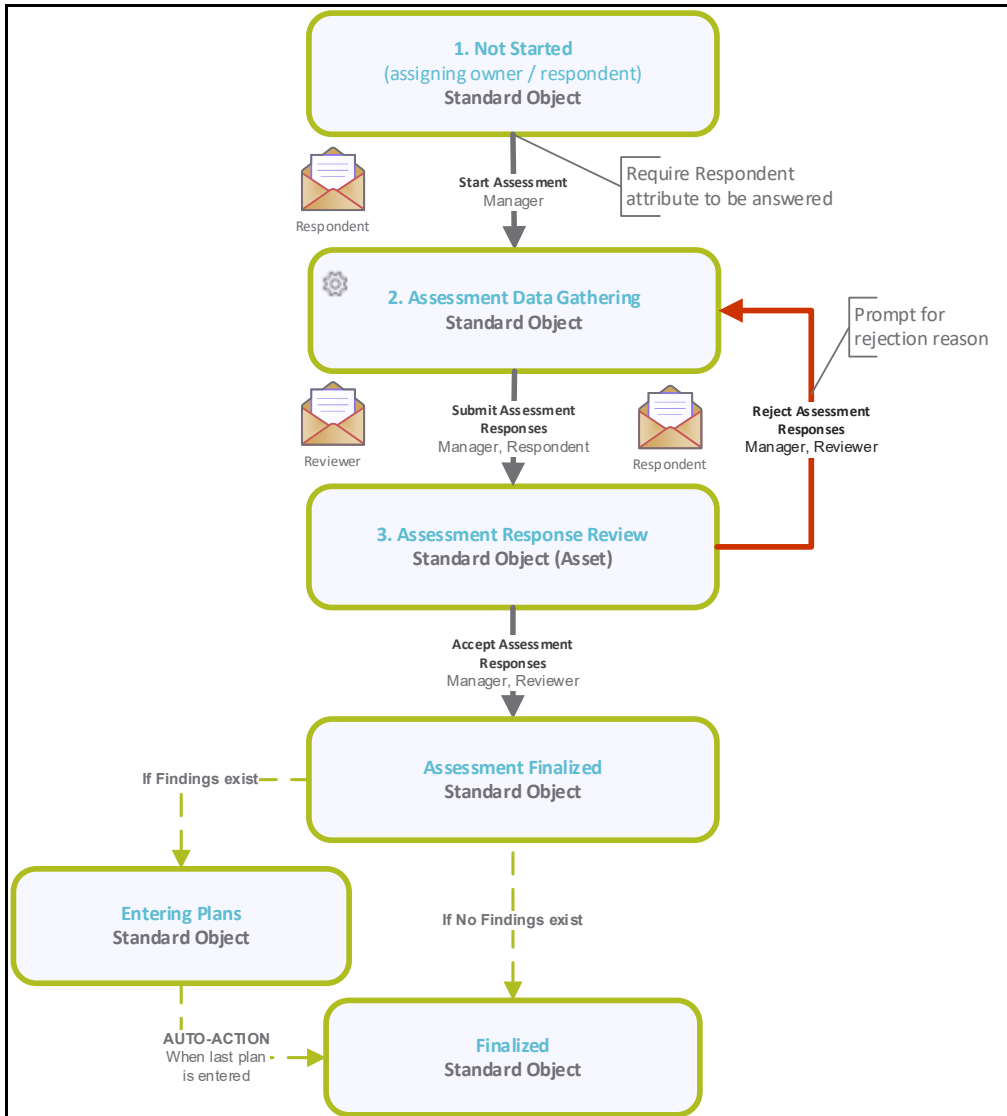 1. Not Started
(assigning owner / respondent)
Standard Object
Respondent
Start Assessment
Manager
Require Respondent
attribute to be answered
2. Assessment Data Gathering
Standard Object
Prompt for
rejection reason
Reviewer
Submit Assessment
Responses
Manager, Respondent
Respondent
Reject Assessment
Responses
Manager, Reviewer
3. Assessment Response Review
Standard Object (Asset)
Accept Assessment
Responses
Manager, Reviewer
Assessment Finalized
Standard Object
If Findings exist
Entering Plans
Standard Object
If No Findings exist
AUTO-ACTION
When last plan
is entered
Finalized
Standard Object